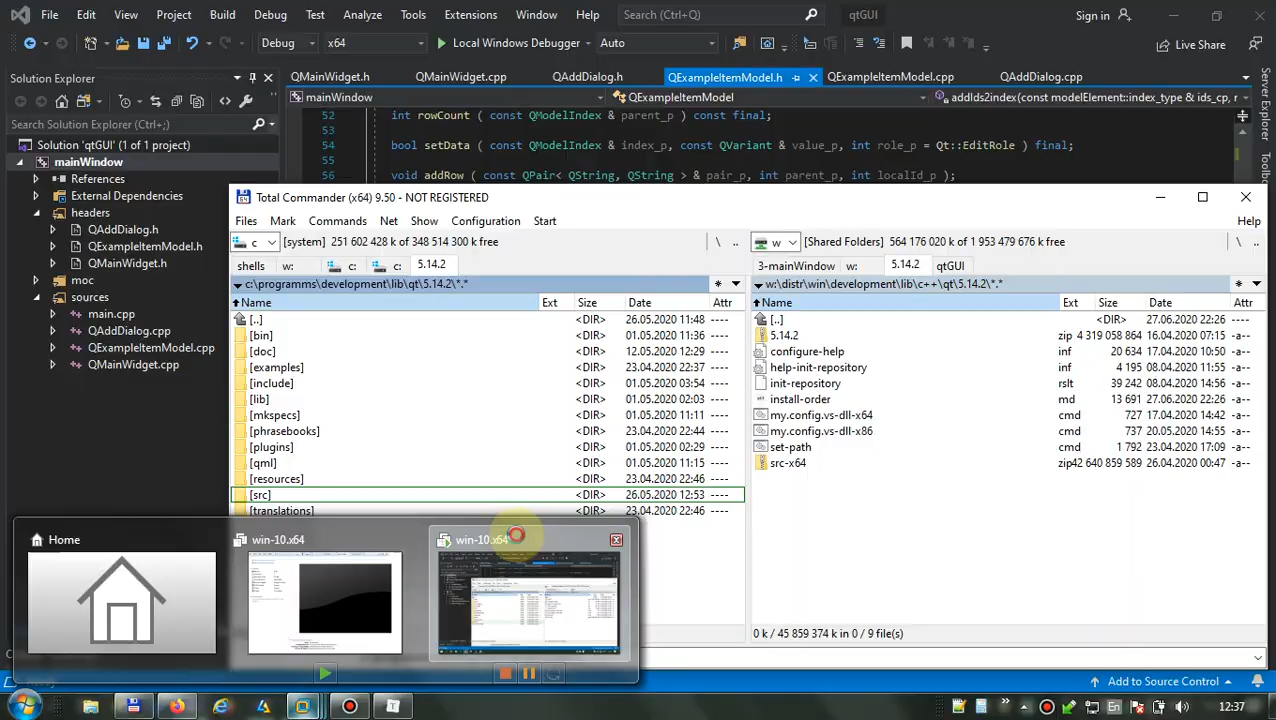 File Edit View Project Build Debug Test Analyze Tools Extensions Window Help Search (Ctrl+;) qtGUI Sign in
Debug x64 Local Windows Debugger Auto Live Share
Solution Explorer QMainWidget.h QMainWidget.cpp QAddDialog.h QExampleItemModel.h QExampleItemModel.cpp QAddDialog.cpp
mainWindow QExampleItemModel addIds2index(const modelElement::index_type & ids_cp, r
Search Solution Explorer (Ctrl+;)
Solution 'qtGUI' (1 of 1 project)
mainWindow
References
External Dependencies
headers
QAddDialog.h
QExampleItemModel.h
QMainWidget.h
moc
sources
main.cpp
QAddDialog.cpp
QExampleItemModel.cpp
QMainWidget.cpp
52 int rowCount ( const QModelIndex & parent_p ) const final;
53
54 bool setData ( const QModelIndex & index_p, const QVariant & value_p, int role_p = Qt::EditRole ) final;
55
56 void addRow ( const QPair< QString, QString > & pair_p, int parent_p, int localId_p );
Server Explorer
Total Commander (x64) 9.50 - NOT REGISTERED
Files Mark Commands Net Show Configuration Start Help
c [system] 251 602 428 k of 348 514 300 k free \ ..
shells w: c: c: 5.14.2
c:\programms\development\lib\qt\5.14.2\*.* *
Name Ext Size Date Attr
[..] <DIR> 26.05.2020 11:48 ----
[bin] <DIR> 01.05.2020 11:36 ----
[doc] <DIR> 12.05.2020 12:29 ----
[examples] <DIR> 23.04.2020 22:37 ----
[include] <DIR> 01.05.2020 03:54 ----
[lib] <DIR> 01.05.2020 02:03 ----
[mkspecs] <DIR> 01.05.2020 11:11 ----
[phrasebooks] <DIR> 23.04.2020 22:44 ----
[plugins] <DIR> 01.05.2020 02:29 ----
[qml] <DIR> 01.05.2020 11:15 ----
[resources] <DIR> 23.04.2020 22:46 ----
[src] <DIR> 26.05.2020 12:53 ----
[translations] <DIR> 23.04.2020 22:46 ----
w [Shared Folders] 564 176 020 k of 1 953 479 676 k free \ ..
3-mainWindow w: 5.14.2 qtGUI
w:\distr\win\development\lib\c++\qt\5.14.2\*.* *
Name Ext Size Date Attr
[..] <DIR> 27.06.2020 22:26 ----
5.14.2 zip 4 319 058 864 16.04.2020 07:15 -a--
configure-help inf 20 634 17.04.2020 10:50 -a--
help-init-repository inf 4 195 08.04.2020 11:55 -a--
init-repository rslt 39 242 08.04.2020 14:56 -a--
install-order md 13 691 27.06.2020 22:26 -a--
my.config.vs-dll-x64 cmd 727 17.04.2020 14:42 -a--
my.config.vs-dll-x86 cmd 737 20.05.2020 14:55 -a--
set-path cmd 1 792 23.04.2020 17:09 -a--
src-x64 zip 42 640 859 589 26.04.2020 00:47 -a--
0 k / 45 859 374 k in 0 / 9 file(s)
Home win-10.x64 win-10.x64
Add to Source Control
En 12:37